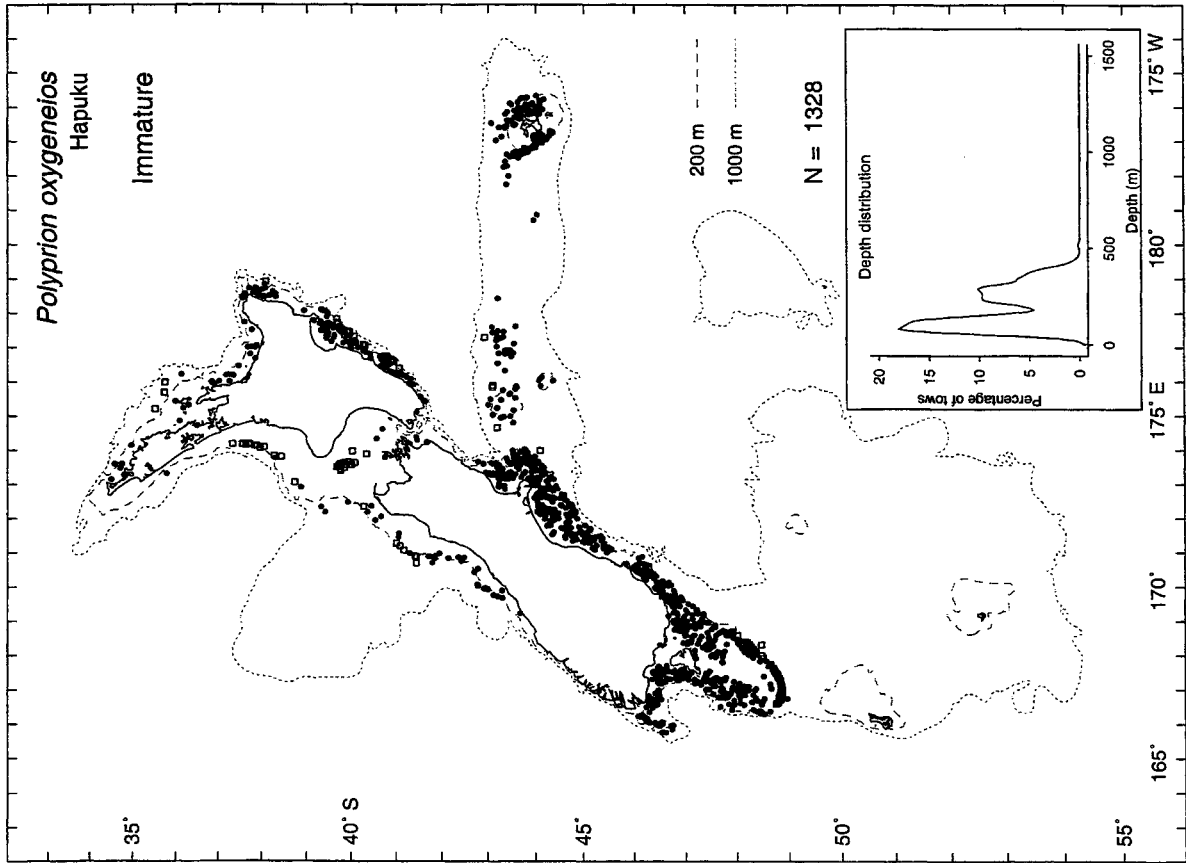 Polyprion oxygeneios
Hapuku
Immature
35°
40° S
45°
50°
55°
165°
170°
175° E
180°
175° W
200 m
1000 m
N = 1328
Depth distribution
Percentage of tows
20
15
10
5
0
0
500
1000
1500
Depth (m)